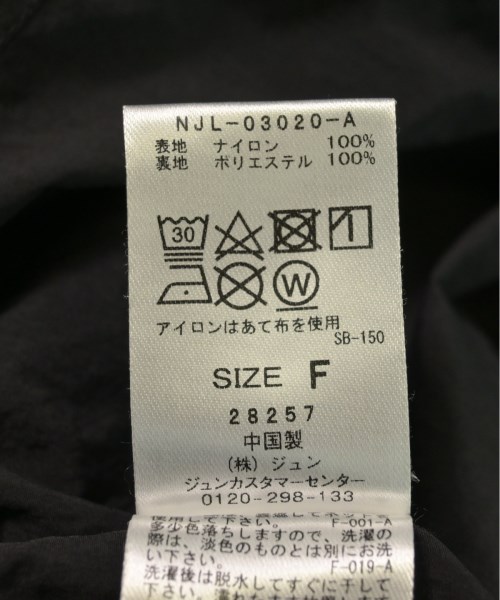 NJL-03020-A
表地 ナイロン 100%
裏地 ポリエステル 100%
30
W
アイロンはあて布を使用
SB-150
SIZE F
28257
中国製
(株) ジュン
ジュンカスタマーセンター
0120-298-133
F-001-A
多少色落ちしますので、洗濯の
際は、淡色のものとは別にお洗
い下さい。 F-019-A
洗濯後は脱水してすぐに干して